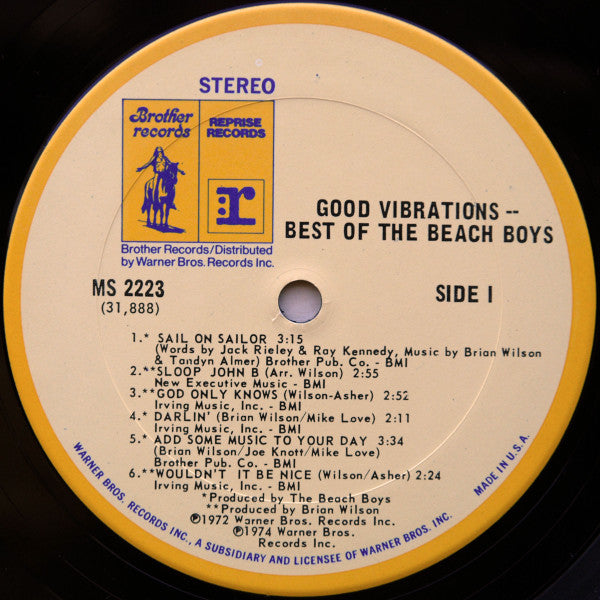 STEREO
Brother
records
REPRISE
RECORDS
:B
r
Brother Records/Distributed
by Warner Bros. Records Inc.
GOOD VIBRATIONS --
BEST OF THE BEACH BOYS
MS 2223
(31,888)
SIDE 1
1.* SAIL ON SAILOR 3:15
(Words by Jack Rieley & Ray Kennedy, Music by Brian Wilson
& Tandyn Almer) Brother Pub. Co. - BMI
2.**SLOOP JOHN B (Arr. Wilson) 2:55
New Executive Music - BMI
3.**GOD ONLY KNOWS (Wilson-Asher) 2:52
Irving Music, Inc. - BMI
4.* DARLIN' (Brian Wilson/Mike Love) 2:11
Irving Music, Inc. - BMI
5.* ADD SOME MUSIC TO YOUR DAY 3:34
(Brian Wilson/Joe Knott/Mike Love)
Brother Pub. Co. - BMI
6.**WOULDN'T IT BE NICE (Wilson/Asher) 2:24
Irving Music, Inc. - BMI
*Produced by The Beach Boys
**Produced by Brian Wilson
℗1972 Warner Bros. Records Inc.
℗1974 Warner Bros.
Records Inc.
WARNER BROS. RECORDS INC., A SUBSIDIARY AND LICENSEE OF WARNER BROS. INC.
MADE IN U.S.A.